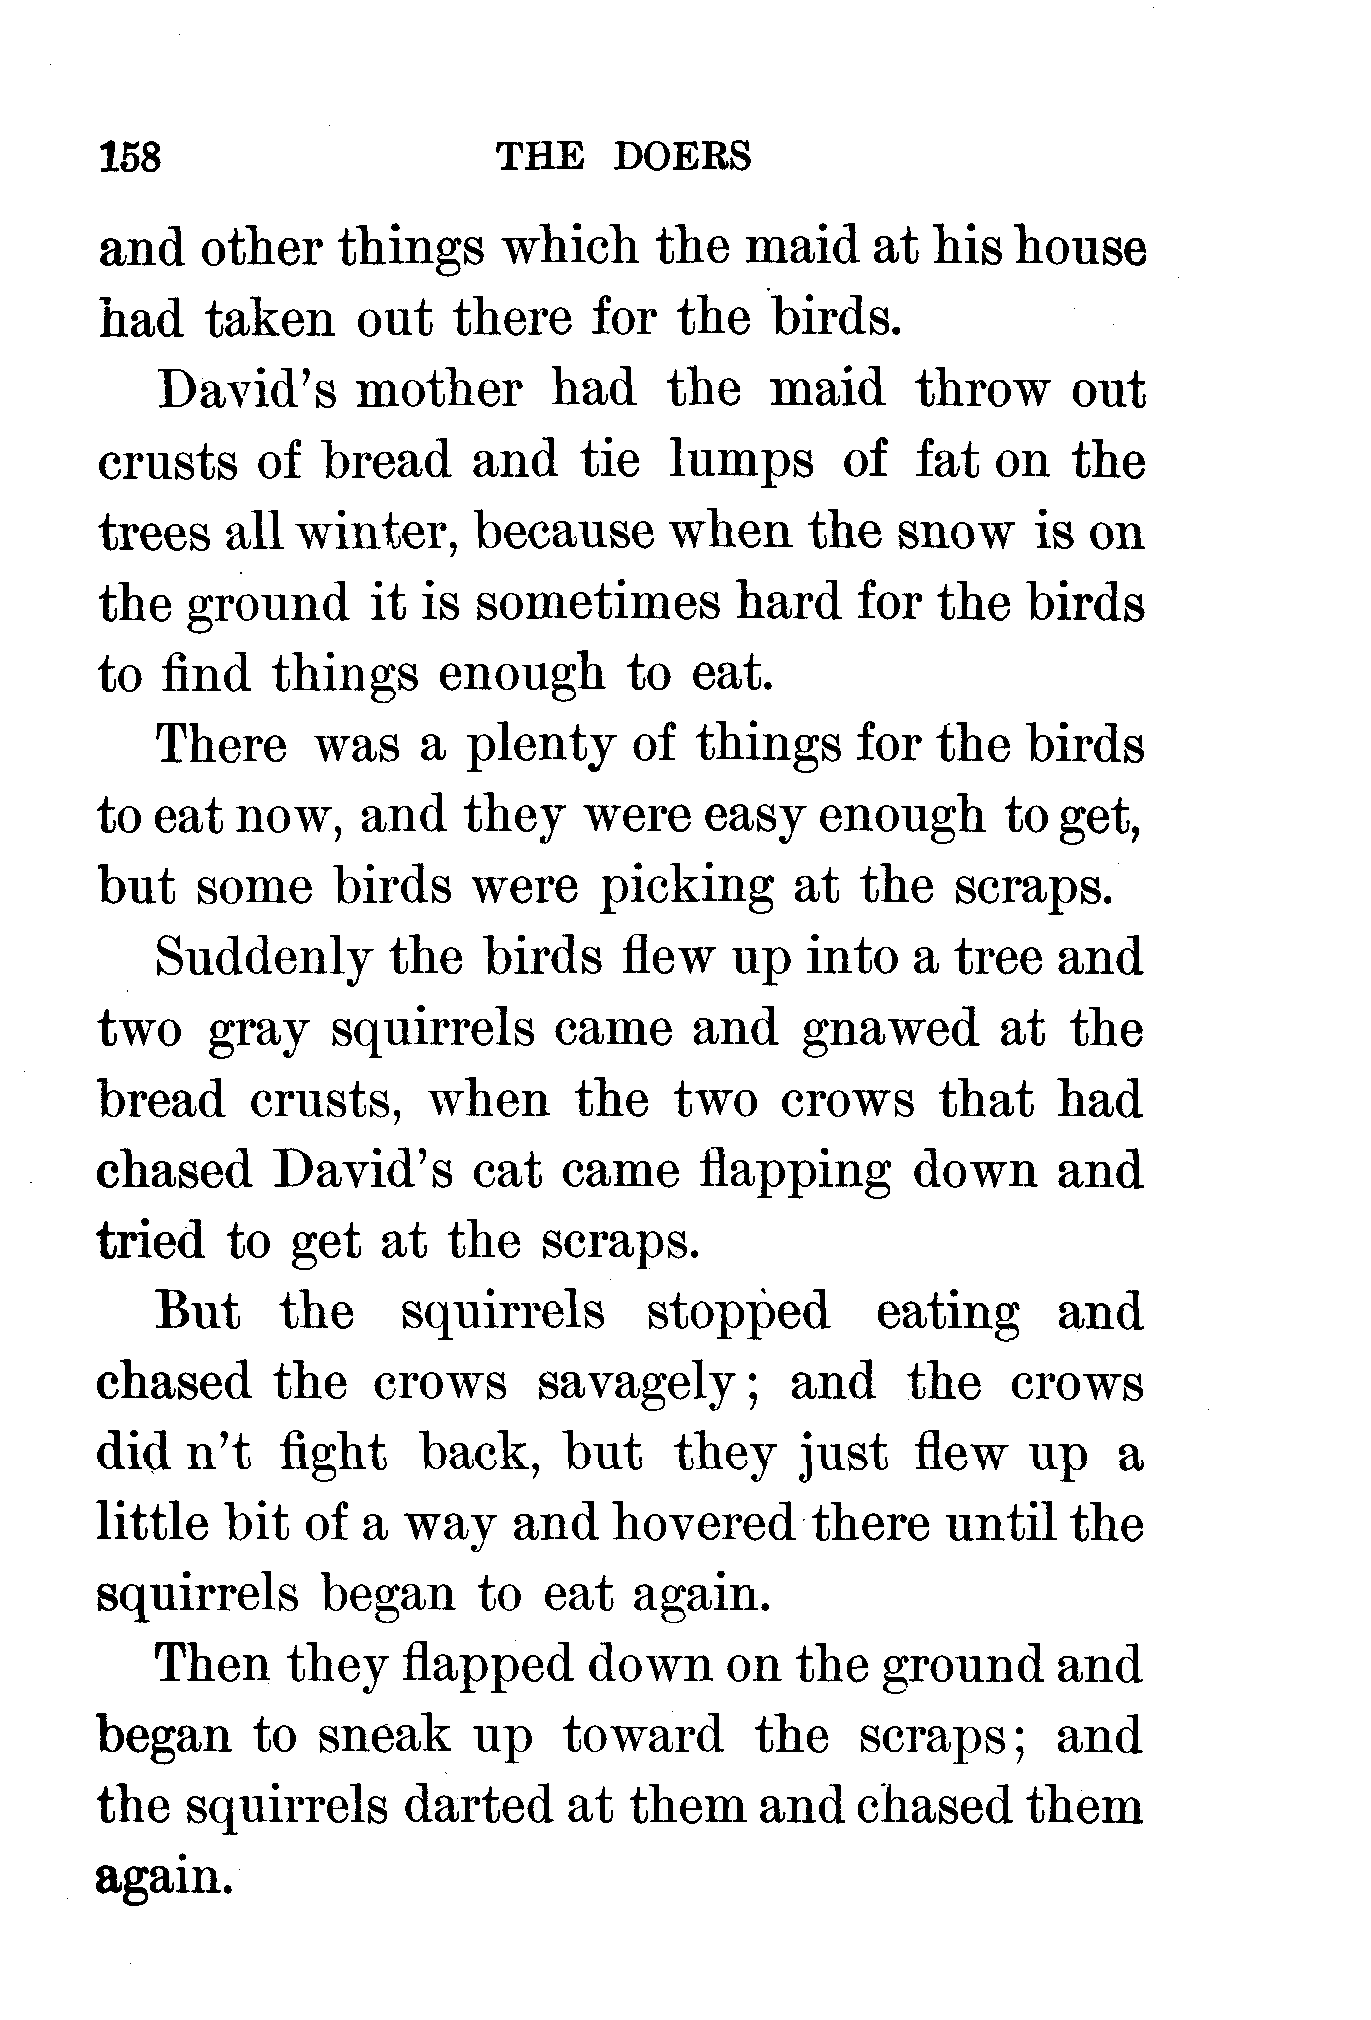 158 THE DOERS
and other things which the maid at his house
had taken out there for the birds.
David's mother had the maid throw out
crusts of bread and tie lumps of fat on the
trees all winter, because when the snow is on
the ground it is sometimes hard for the birds
to find things enough to eat.
There was a plenty of things for the birds
to eat now, and they were easy enough to get,
but some birds were picking at the scraps.
Suddenly the birds flew up into a tree and
two gray squirrels came and gnawed at the
bread crusts, when the two crows that had
chased David's cat came flapping down and
tried to get at the scraps.
But the squirrels stopped eating and
chased the crows savagely; and the crows
did n't fight back, but they just flew up a
little bit of a way and hovered there until the
squirrels began to eat again.
Then they flapped down on the ground and
began to sneak up toward the scraps; and
the squirrels darted at them and chased them
again.